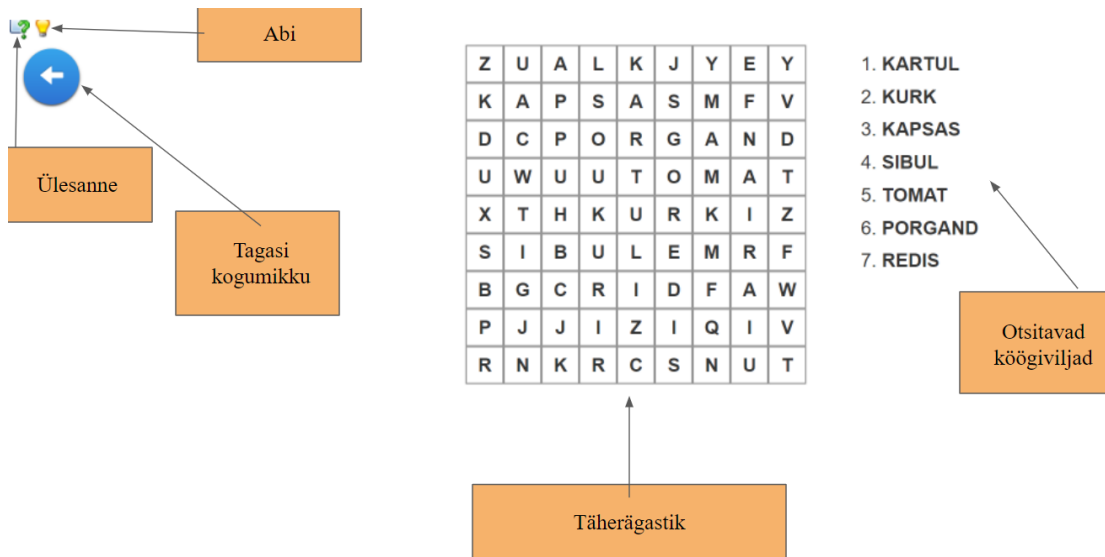 Abi
Ülesanne
Tagasi
kogumikku
Z U A L K J Y E Y
K A P S A S M F V
D C P O R G A N D
U W U U T O M A T
X T H K U R K I Z
S I B U L E M R F
B G C R I D F A W
P J J I Z I Q I V
R N K R C S N U T
1. KARTUL
2. KURK
3. KAPSAS
4. SIBUL
5. TOMAT
6. PORGAND
7. REDIS
Otsitavad
köögiviljad
Täherägastik